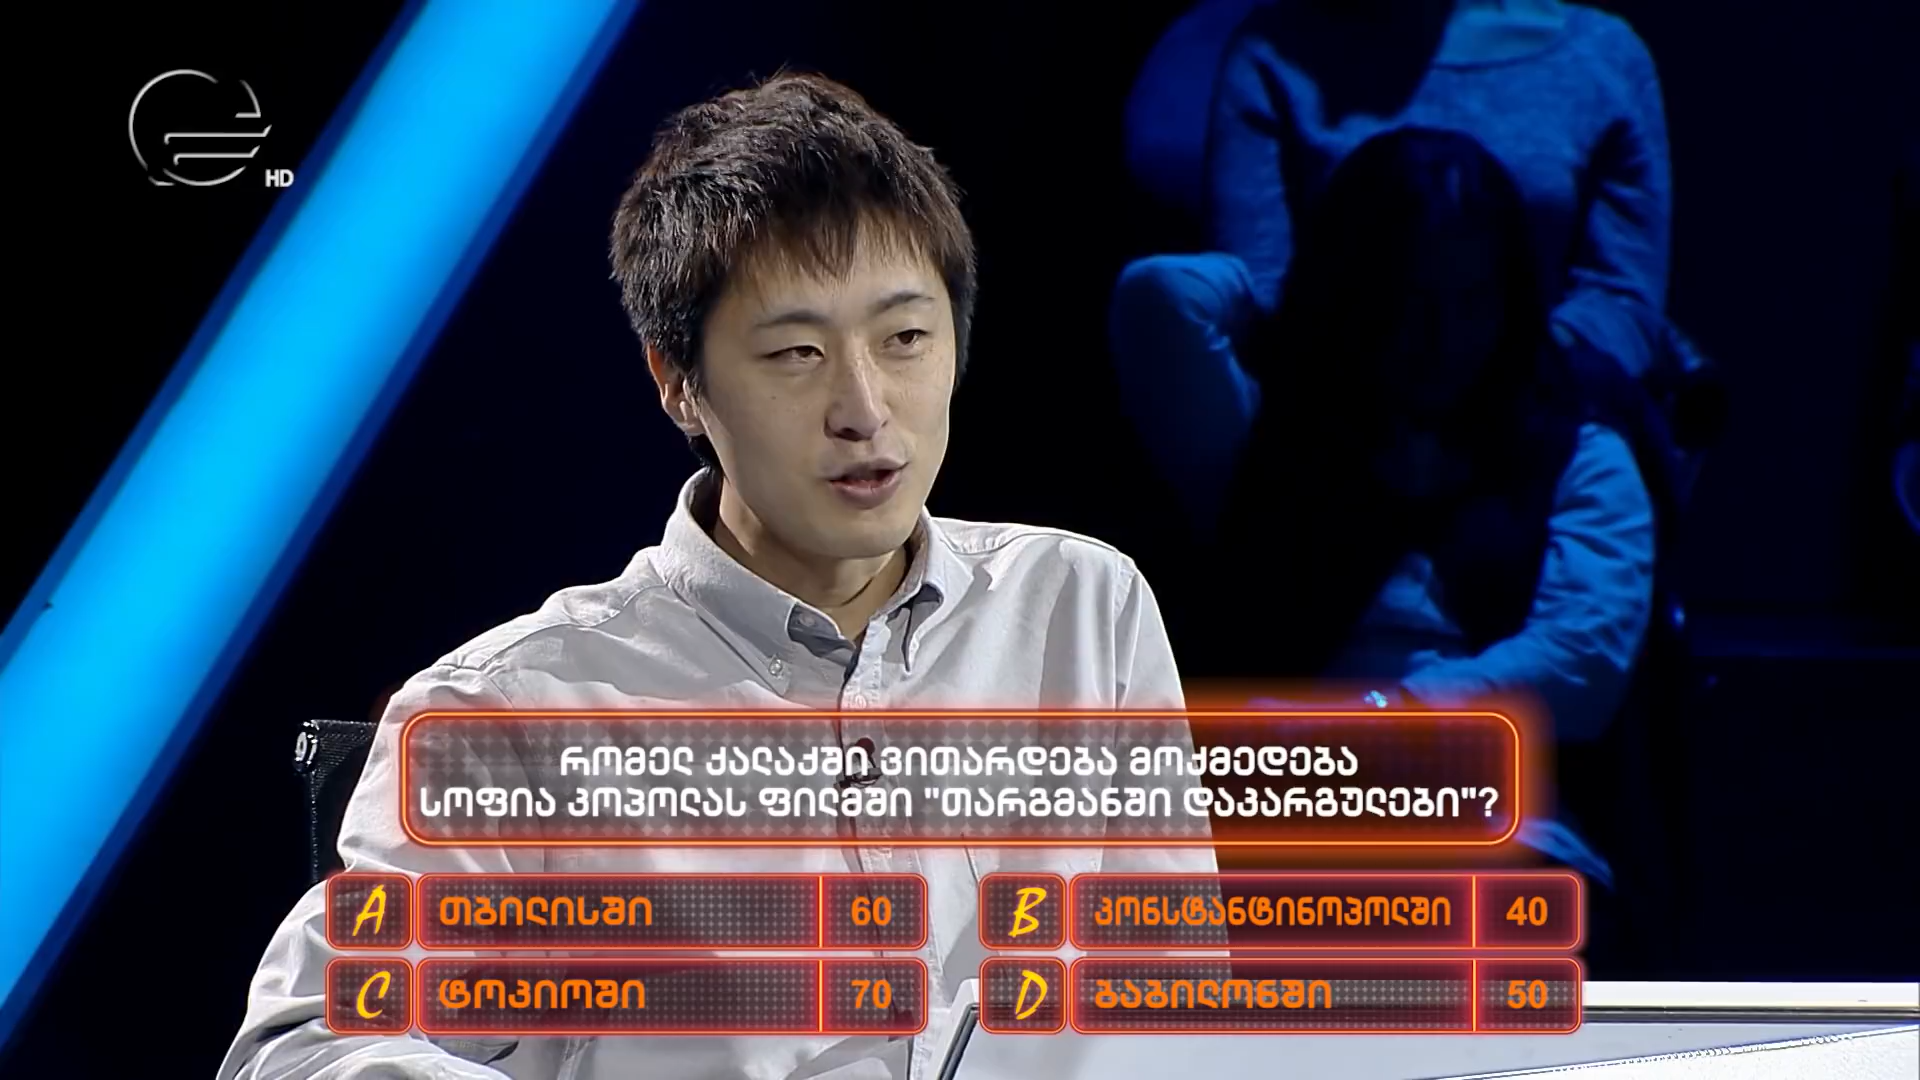 HD
რომელ ქალაქში ვითარდება მოქმედება
სოფია კოპოლას ფილმში "თარგმანში დაკარგულები"?
A თბილისში 60
B კონსტანტინოპოლში 40
C ტოკიოში 70
D ბაბილონში 50